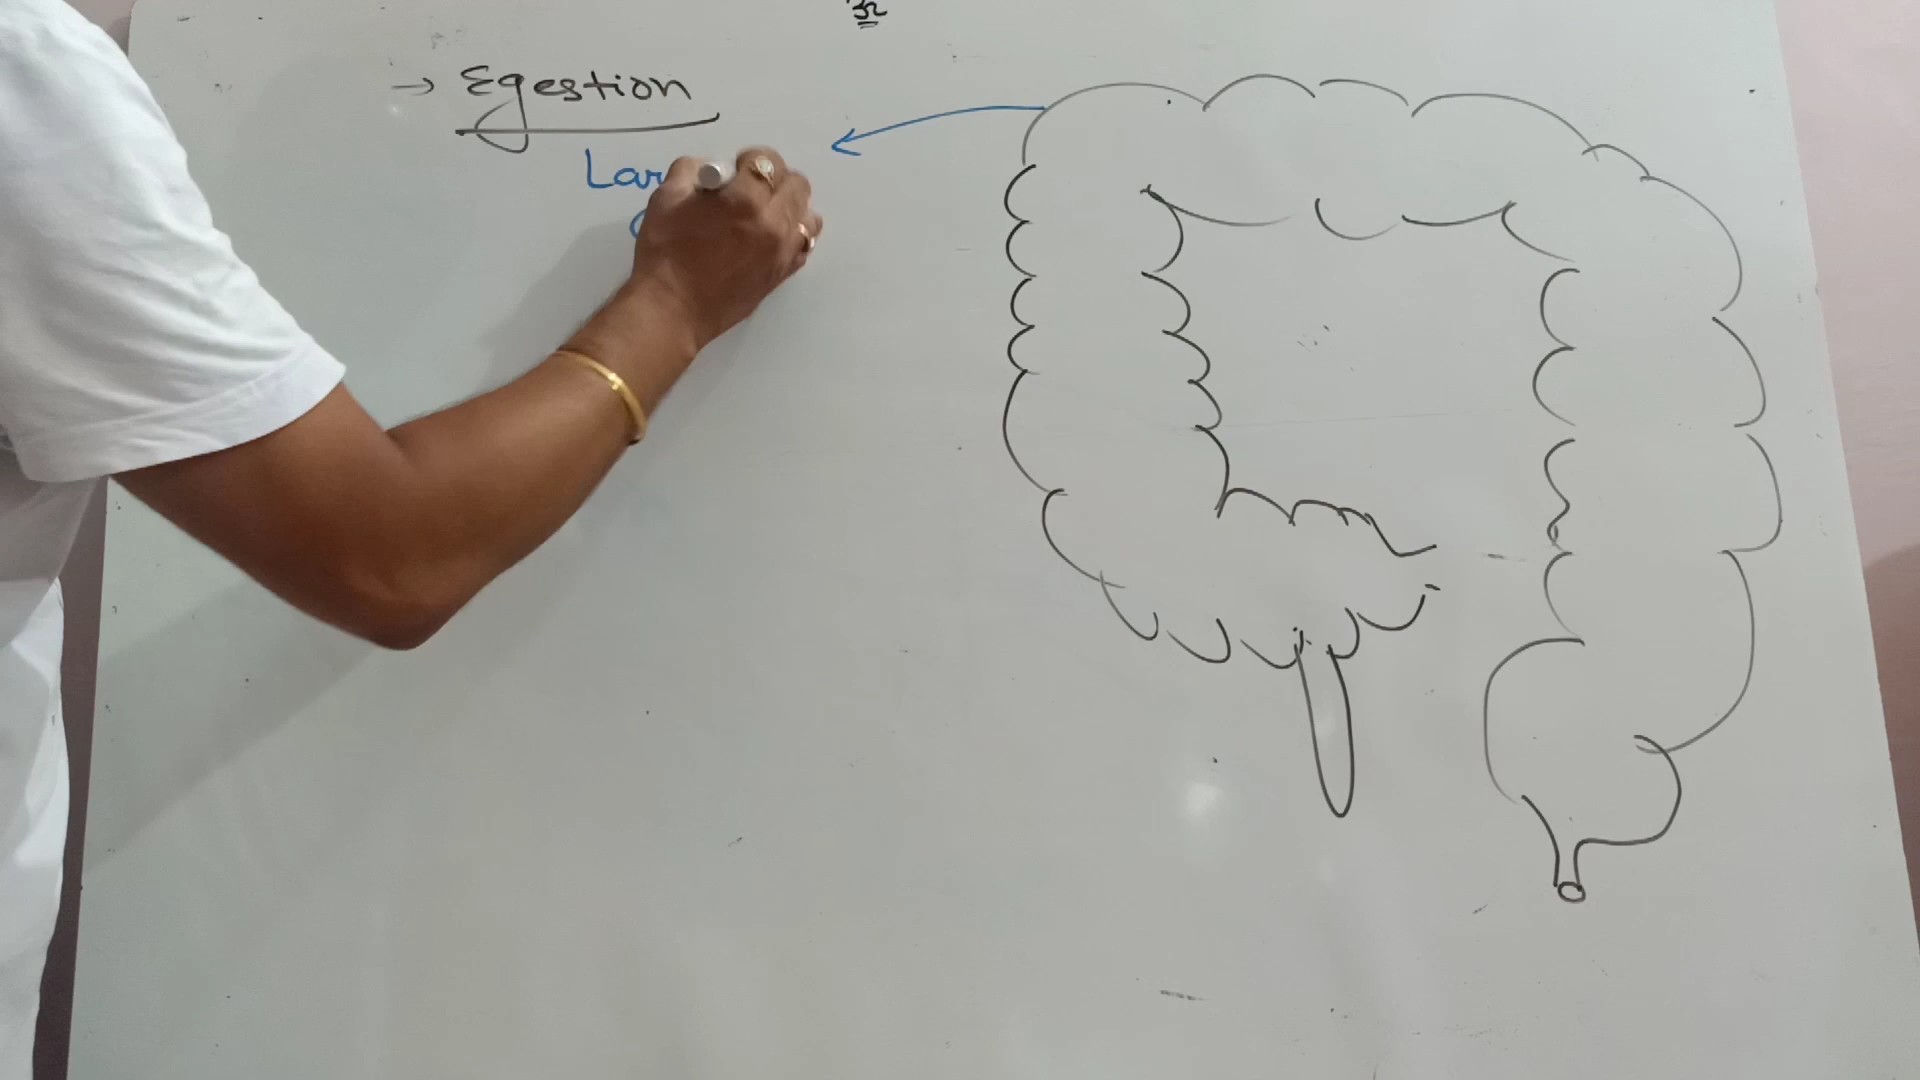 ॐ
→ Egestion
Lar